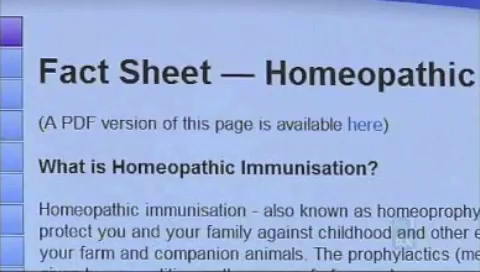 Fact Sheet — Homeopathic
(A PDF version of this page is available here)
What is Homeopathic Immunisation?
Homeopathic immunisation - also known as homeoprophy
protect you and your family against childhood and other e
your farm and companion animals. The prophylactics (me